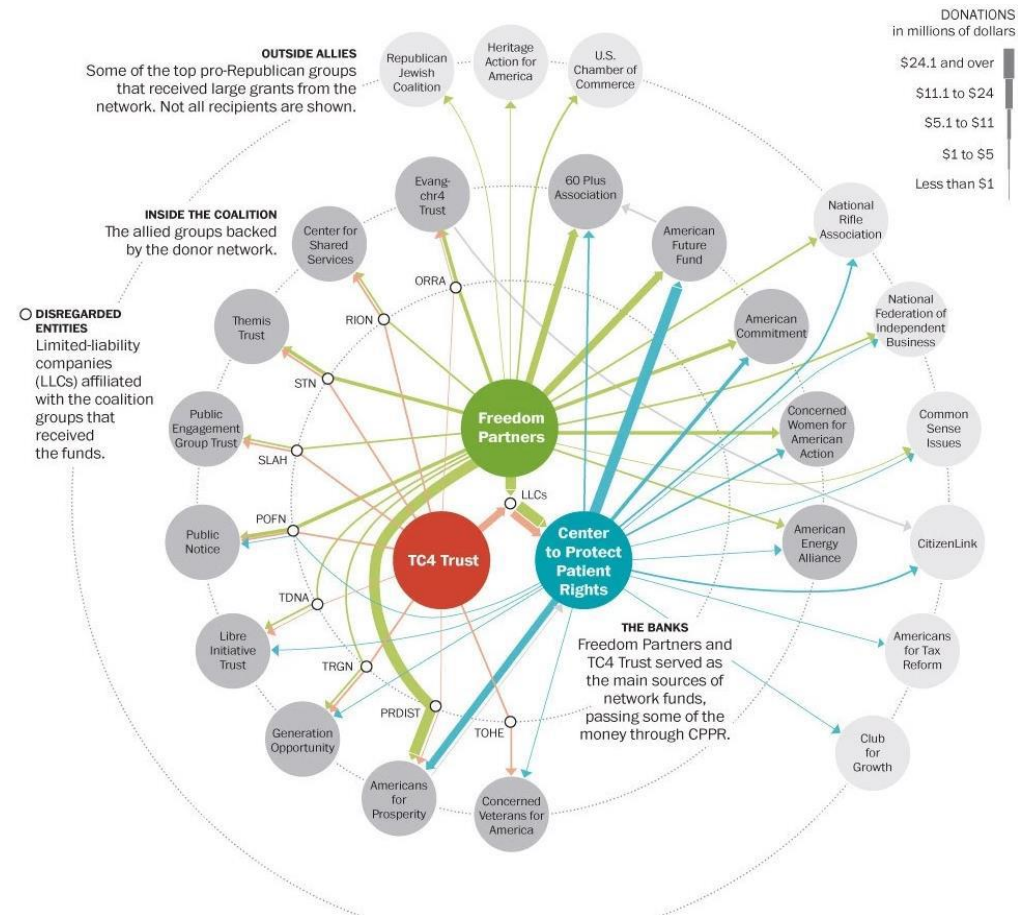 DONATIONS
in millions of dollars
$24.1 and over
$11.1 to $24
$5.1 to $11
$1 to $5
Less than $1
OUTSIDE ALLIES
Some of the top pro-Republican groups
that received large grants from the
network. Not all recipients are shown.
Republican
Jewish
Coalition
Heritage
Action for
America
U.S.
Chamber of
Commerce
INSIDE THE COALITION
The allied groups backed
by the donor network.
Evang-
chr4
Trust
60 Plus
Association
American
Future
Fund
National
Rifle
Association
Center for
Shared
Services
ORRA
RION
DISREGARDED
ENTITIES
Limited-liability
companies
(LLCs) affiliated
with the coalition
groups that
received
the funds.
Themis
Trust
STN
American
Commitment
National
Federation of
Independent
Business
Public
Engagement
Group Trust
SLAH
Freedom
Partners
Concerned
Women for
American
Action
Common
Sense
Issues
LLCs
Public
Notice
POFN
TC4 Trust
Center
to Protect
Patient
Rights
American
Energy
Alliance
CitizenLink
TDNA
Libre
Initiative
Trust
THE BANKS
Freedom Partners and
TC4 Trust served as
the main sources of
network funds,
passing some of the
money through CPPR.
Americans
for Tax
Reform
TRGN
PRDIST
TOHE
Generation
Opportunity
Americans
for
Prosperity
Concerned
Veterans for
America
Club
for
Growth